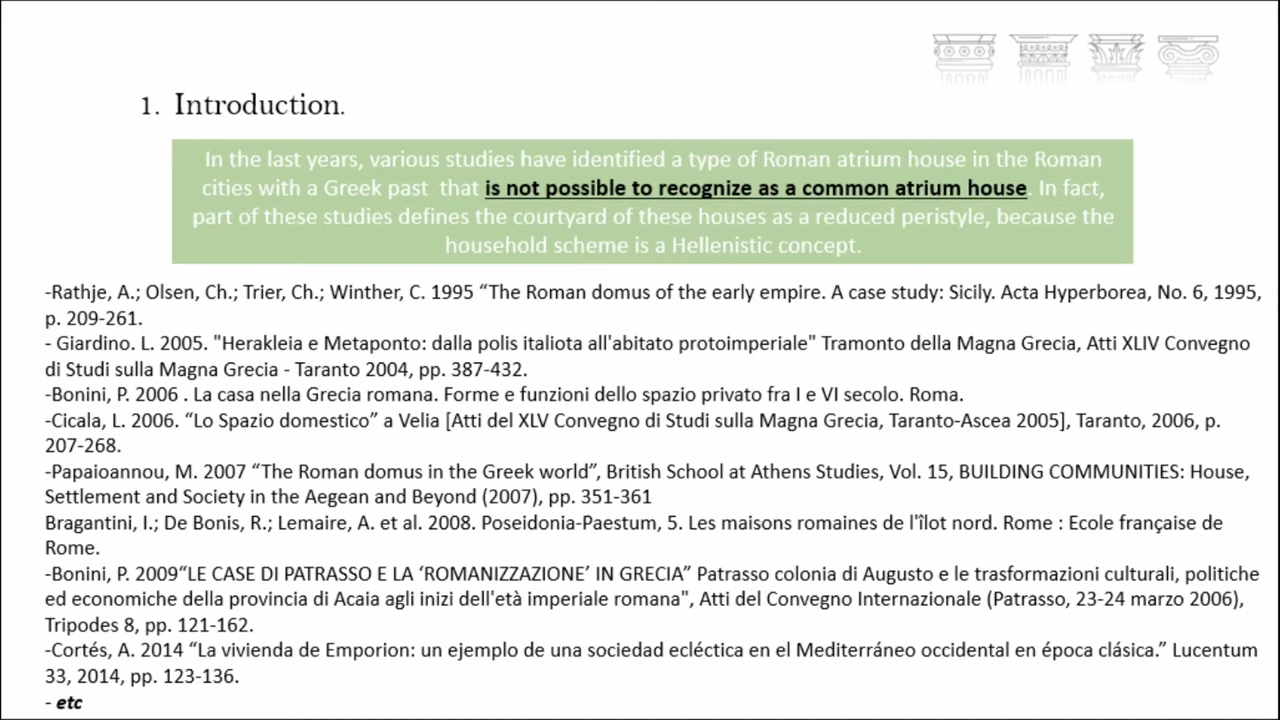 1. Introduction.
In the last years, various studies have identified a type of Roman atrium house in the Roman
cities with a Greek past that is not possible to recognize as a common atrium house. In fact,
part of these studies defines the courtyard of these houses as a reduced peristyle, because the
household scheme is a Hellenistic concept.
-Rathje, A.; Olsen, Ch.; Trier, Ch.; Winther, C. 1995 “The Roman domus of the early empire. A case study: Sicily. Acta Hyperborea, No. 6, 1995,
p. 209-261.
- Giardino. L. 2005. "Herakleia e Metaponto: dalla polis italiota all'abitato protoimperiale" Tramonto della Magna Grecia, Atti XLIV Convegno
di Studi sulla Magna Grecia - Taranto 2004, pp. 387-432.
-Bonini, P. 2006 . La casa nella Grecia romana. Forme e funzioni dello spazio privato fra I e VI secolo. Roma.
-Cicala, L. 2006. “Lo Spazio domestico” a Velia [Atti del XLV Convegno di Studi sulla Magna Grecia, Taranto-Ascea 2005], Taranto, 2006, p.
207-268.
-Papaioannou, M. 2007 “The Roman domus in the Greek world”, British School at Athens Studies, Vol. 15, BUILDING COMMUNITIES: House,
Settlement and Society in the Aegean and Beyond (2007), pp. 351-361
Bragantini, I.; De Bonis, R.; Lemaire, A. et al. 2008. Poseidonia-Paestum, 5. Les maisons romaines de l'îlot nord. Rome : Ecole française de
Rome.
-Bonini, P. 2009“LE CASE DI PATRASSO E LA ‘ROMANIZZAZIONE’ IN GRECIA” Patrasso colonia di Augusto e le trasformazioni culturali, politiche
ed economiche della provincia di Acaia agli inizi dell'età imperiale romana", Atti del Convegno Internazionale (Patrasso, 23-24 marzo 2006),
Tripodes 8, pp. 121-162.
-Cortés, A. 2014 “La vivienda de Emporion: un ejemplo de una sociedad ecléctica en el Mediterráneo occidental en época clásica.” Lucentum
33, 2014, pp. 123-136.
- etc